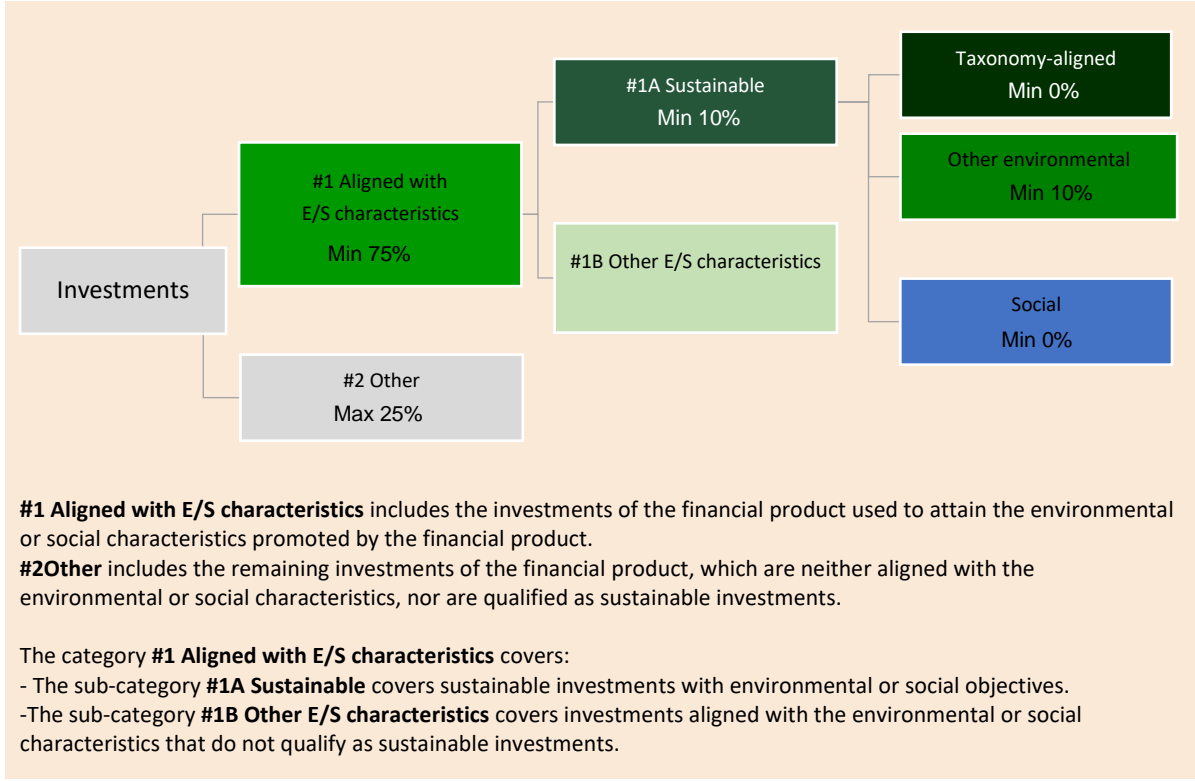 Investments
#1 Aligned with
E/S characteristics
Min 75%
#2 Other
Max 25%
#1A Sustainable
Min 10%
#1B Other E/S characteristics
Taxonomy-aligned
Min 0%
Other environmental
Min 10%
Social
Min 0%
#1 Aligned with E/S characteristics includes the investments of the financial product used to attain the environmental
or social characteristics promoted by the financial product.
#2Other includes the remaining investments of the financial product, which are neither aligned with the
environmental or social characteristics, nor are qualified as sustainable investments.
The category #1 Aligned with E/S characteristics covers:
- The sub-category #1A Sustainable covers sustainable investments with environmental or social objectives.
-The sub-category #1B Other E/S characteristics covers investments aligned with the environmental or social
characteristics that do not qualify as sustainable investments.